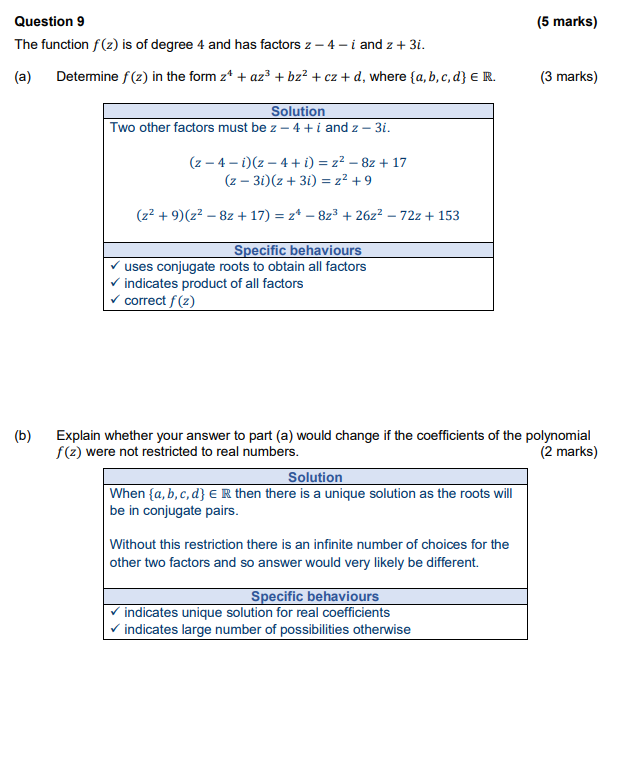 Question 9 (5 marks)
The function f(z) is of degree 4 and has factors z − 4 − i and z + 3i.
(a) Determine f(z) in the form z⁴ + az³ + bz² + cz + d, where {a, b, c, d} ∈ ℝ. (3 marks)
Solution
Two other factors must be z − 4 + i and z − 3i.
(z − 4 − i)(z − 4 + i) = z² − 8z + 17
(z − 3i)(z + 3i) = z² + 9
(z² + 9)(z² − 8z + 17) = z⁴ − 8z³ + 26z² − 72z + 153
Specific behaviours
✓ uses conjugate roots to obtain all factors
✓ indicates product of all factors
✓ correct f(z)
(b) Explain whether your answer to part (a) would change if the coefficients of the polynomial
f(z) were not restricted to real numbers. (2 marks)
Solution
When {a, b, c, d} ∈ ℝ then there is a unique solution as the roots will
be in conjugate pairs.
Without this restriction there is an infinite number of choices for the
other two factors and so answer would very likely be different.
Specific behaviours
✓ indicates unique solution for real coefficients
✓ indicates large number of possibilities otherwise